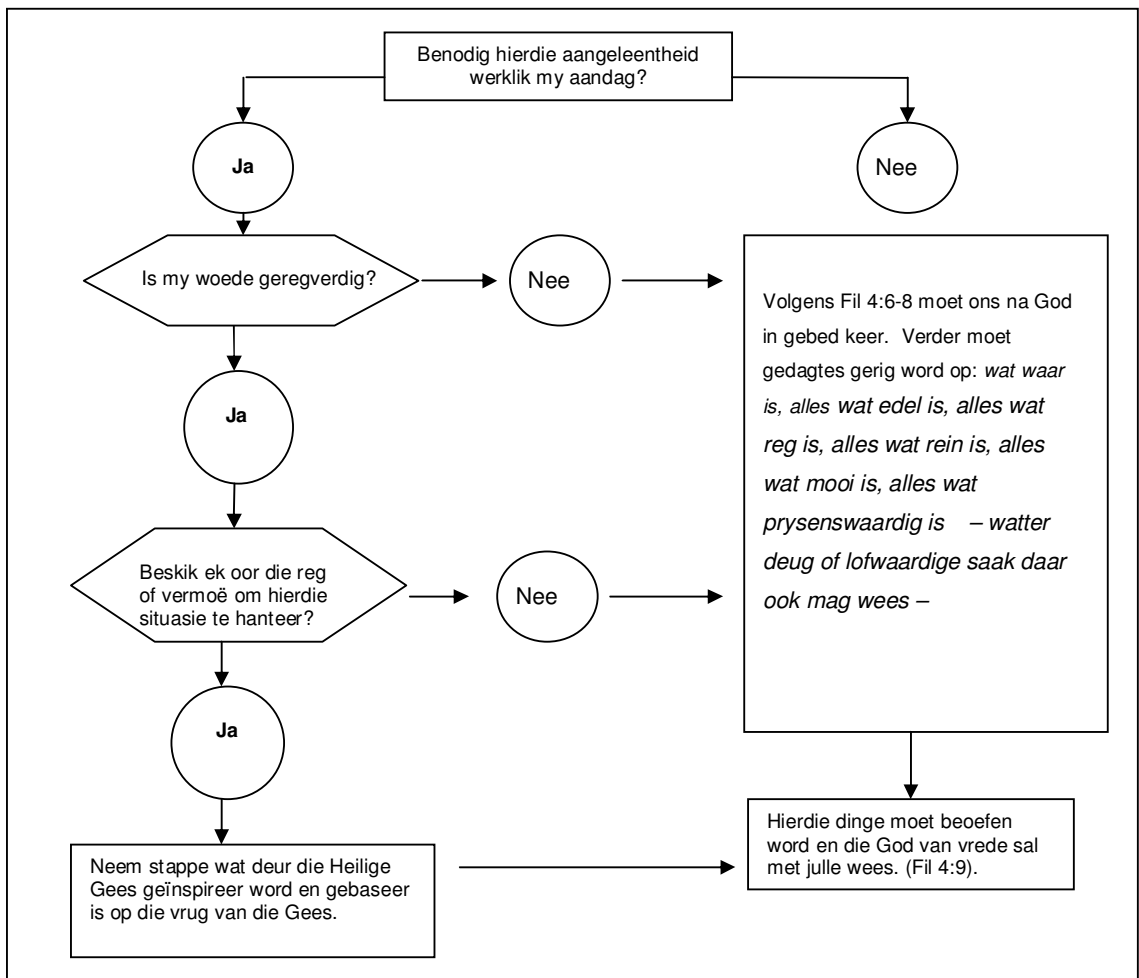 Benodig hierdie aangeleentheid
werklik my aandag?
Ja
Nee
Is my woede geregverdig?
Nee
Volgens Fil 4:6-8 moet ons na God
in gebed keer.  Verder moet
gedagtes gerig word op: wat waar
is, alles wat edel is, alles wat
reg is, alles wat rein is, alles
wat mooi is, alles wat
prysenswaardig is – watter
deug of lofwaardige saak daar
ook mag wees –
Ja
Beskik ek oor die reg
of vermoë om hierdie
situasie te hanteer?
Nee
Ja
Neem stappe wat deur die Heilige
Gees geïnspireer word en gebaseer
is op die vrug van die Gees.
Hierdie dinge moet beoefen
word en die God van vrede sal
met julle wees. (Fil 4:9).